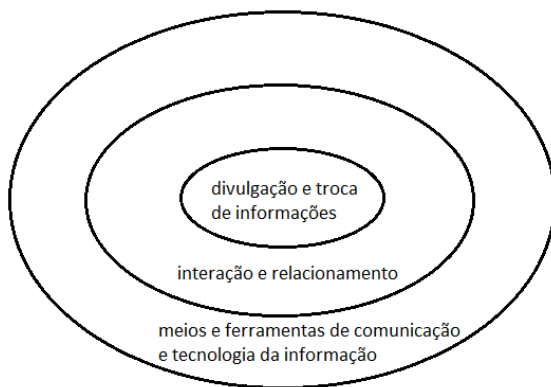 divulgação e troca
de informações
interação e relacionamento
meios e ferramentas de comunicação
e tecnologia da informação